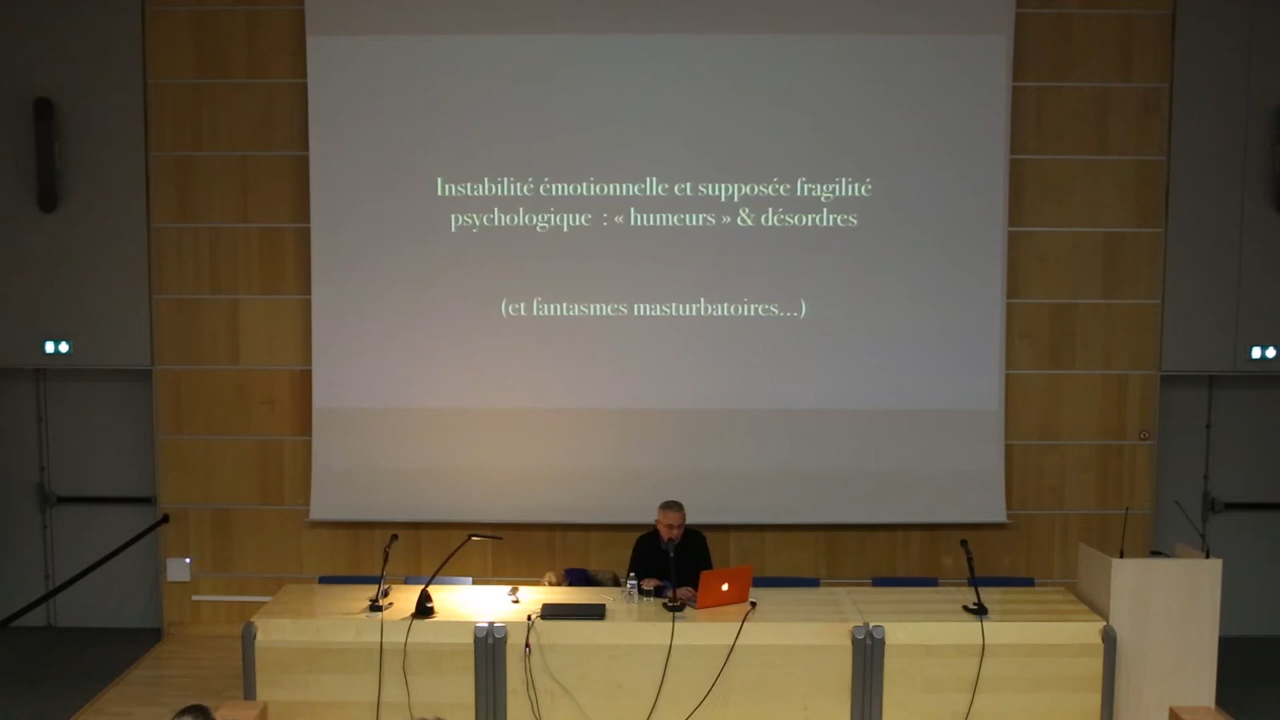 Instabilité émotionnelle et supposée fragilité
psychologique : « humeurs » & désordres
(et fantasmes masturbatoires...)